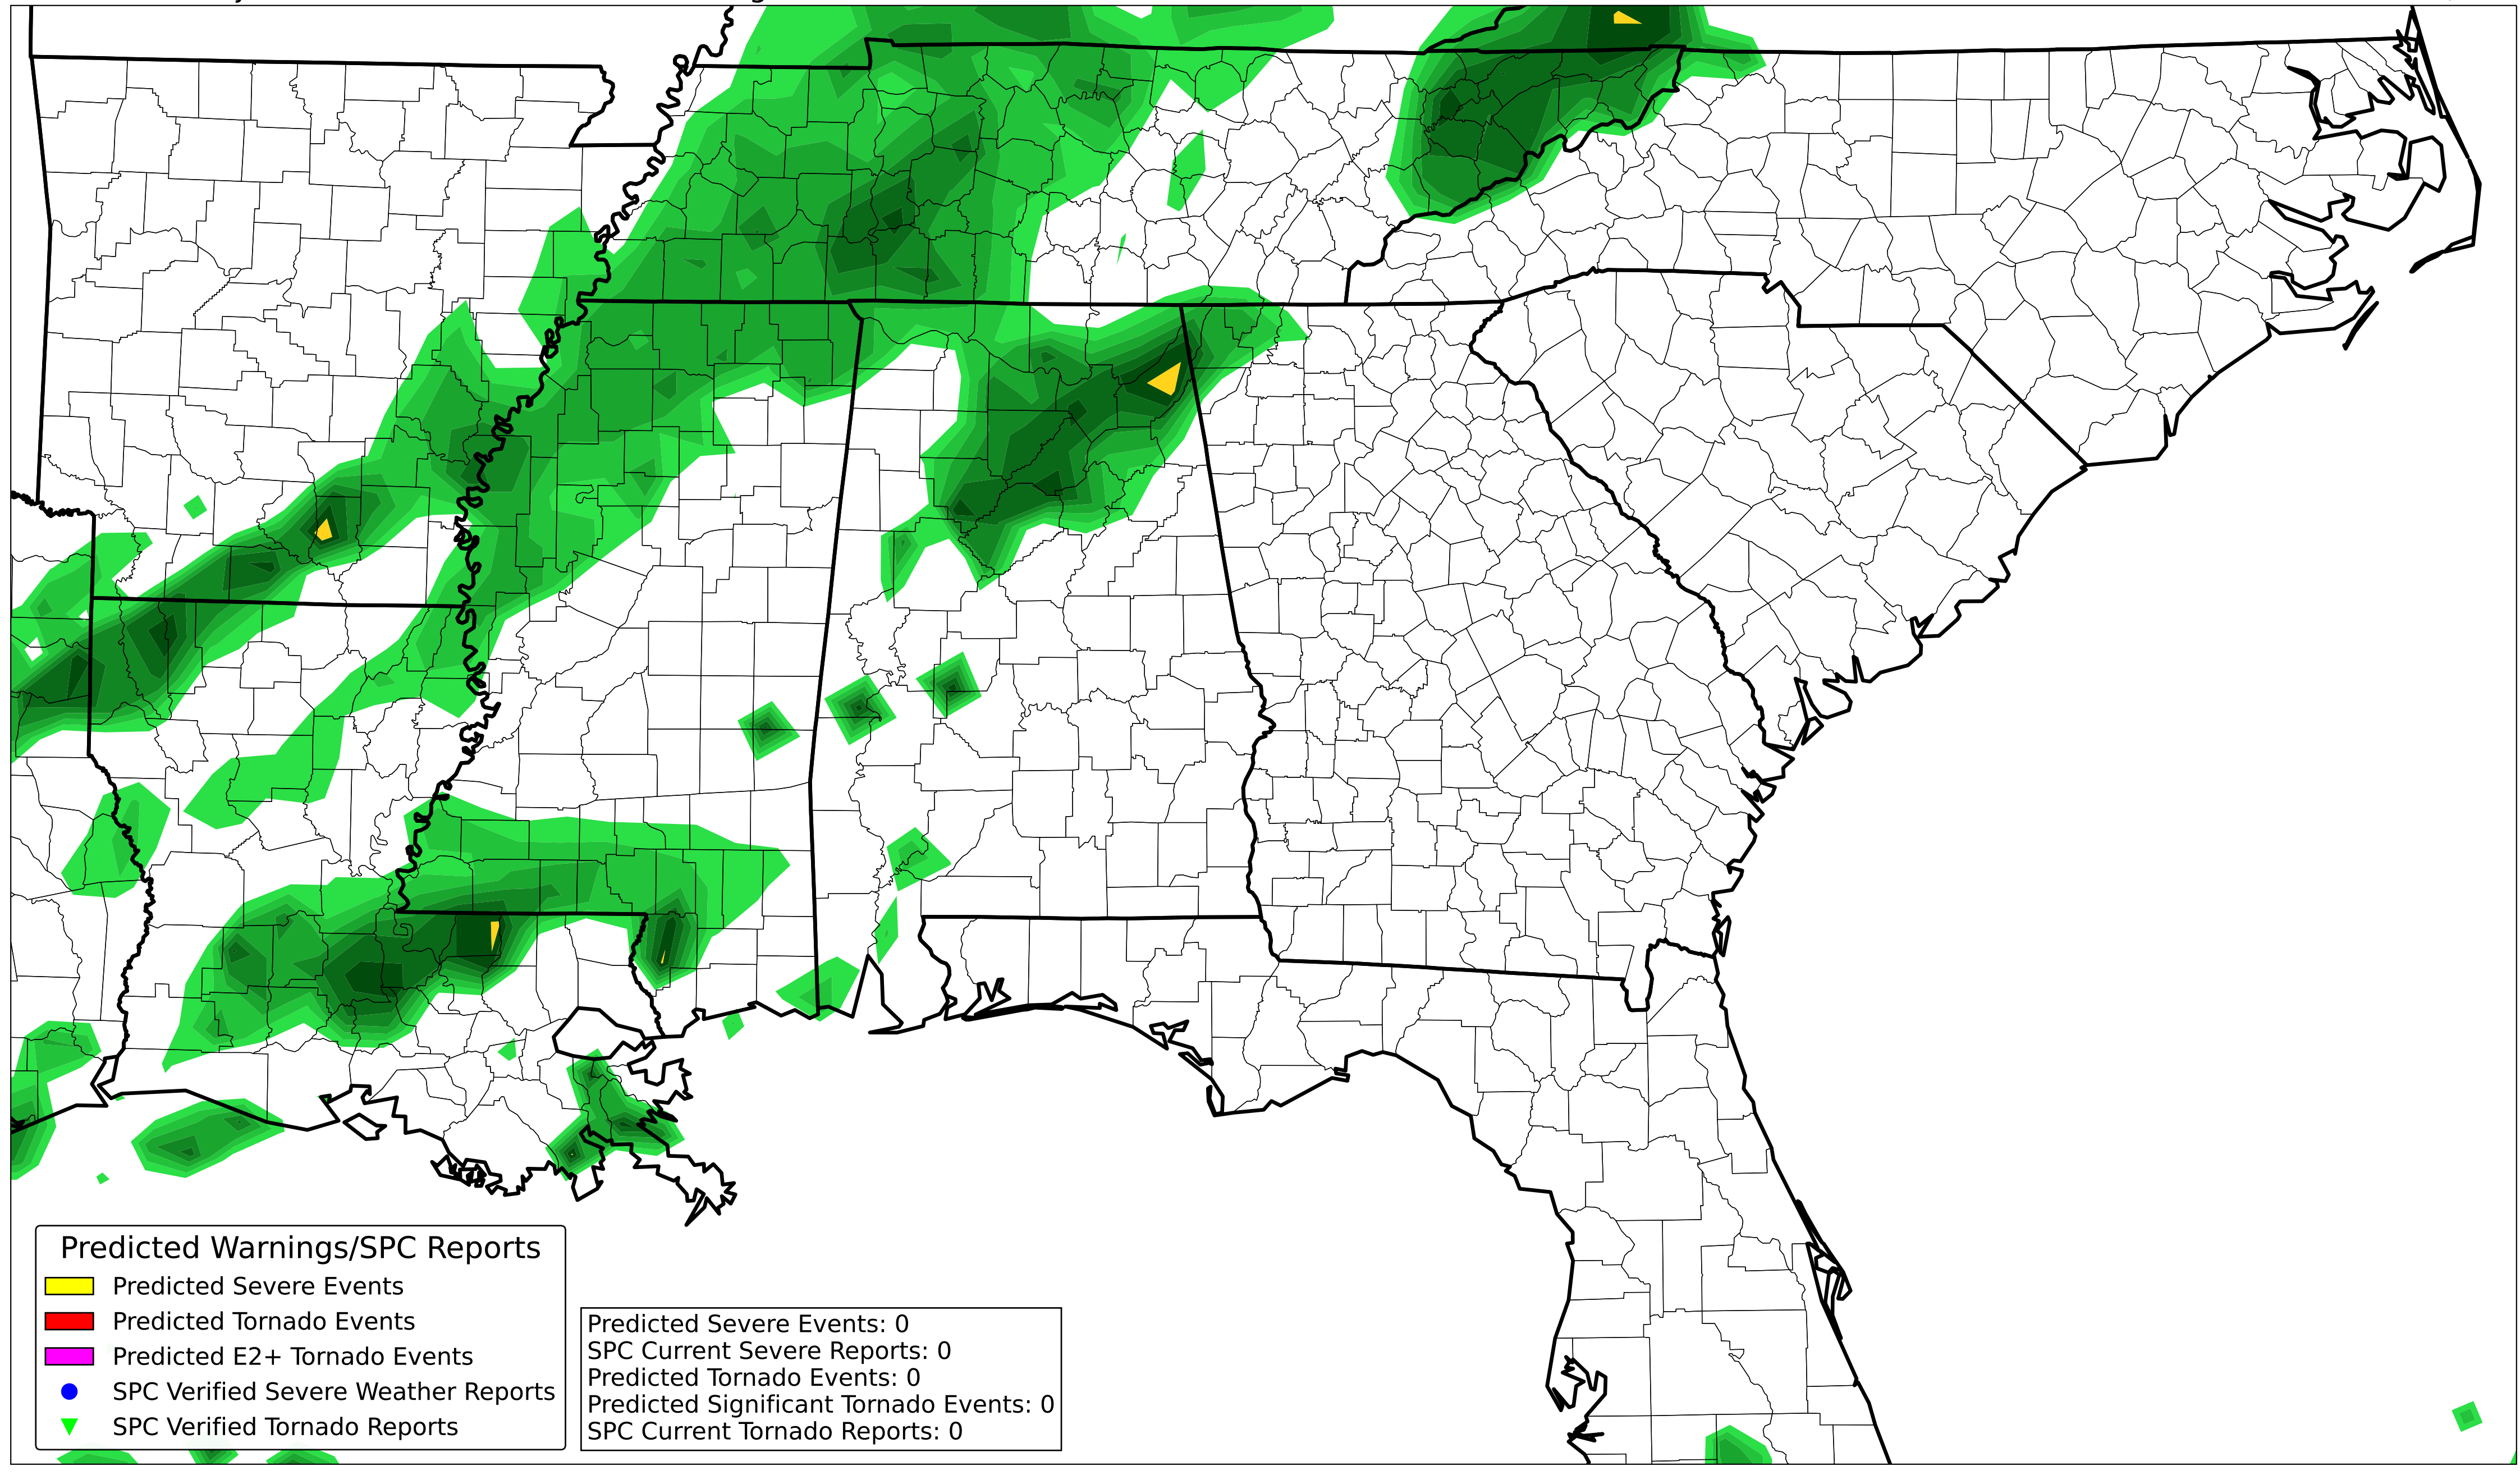 Predicted Warnings/SPC Reports
Predicted Severe Events
Predicted Tornado Events
Predicted E2+ Tornado Events
SPC Verified Severe Weather Reports
SPC Verified Tornado Reports
Predicted Severe Events: 0
SPC Current Severe Reports: 0
Predicted Tornado Events: 0
Predicted Significant Tornado Events: 0
SPC Current Tornado Reports: 0